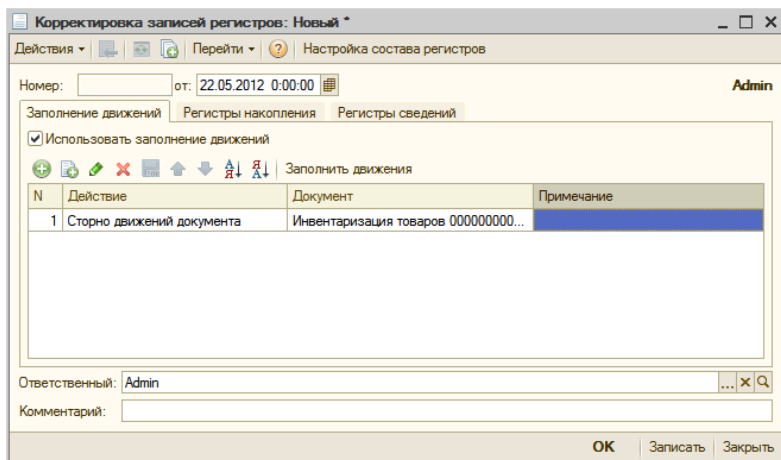 Корректировка записей регистров: Новый *
Действия Перейти Настройка состава регистров
Номер: от: 22.05.2012 0:00:00 Admin
Заполнение движений Регистры накопления Регистры сведений
Использовать заполнение движений
Заполнить движения
N Действие Документ Примечание
1 Сторно движений документа Инвентаризация товаров 000000000...
Ответственный: Admin
Комментарий:
OK Записать Закрыть